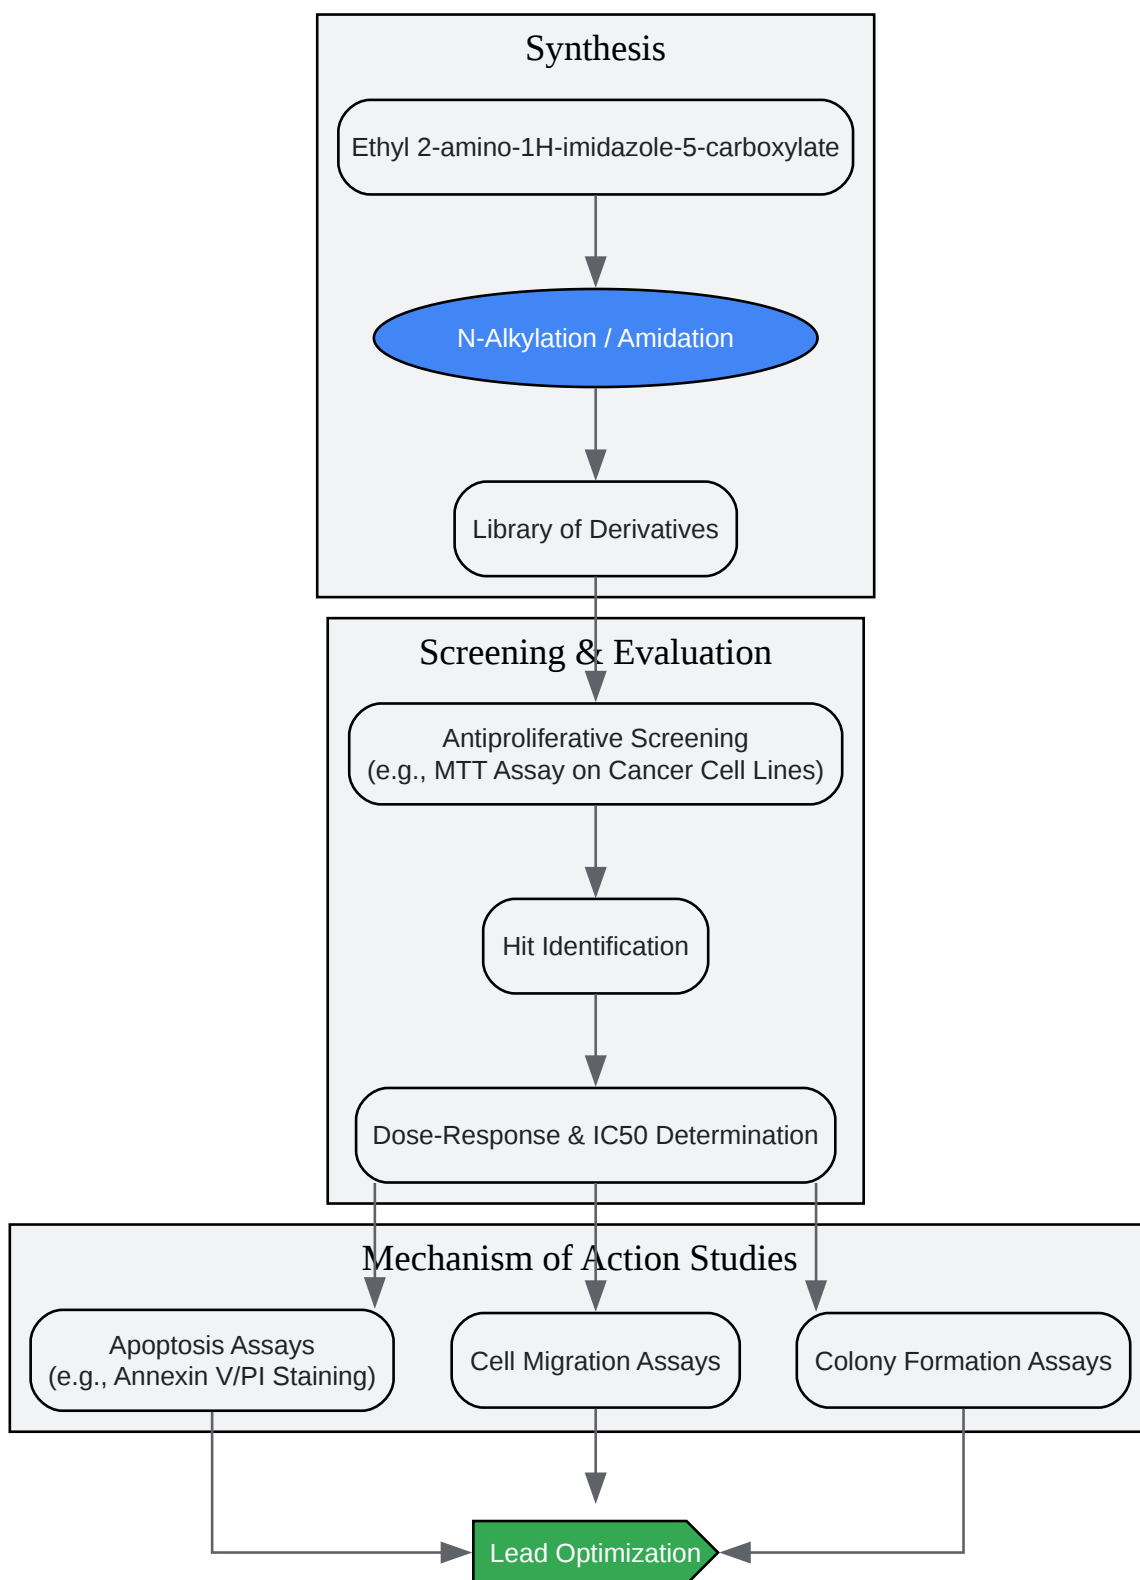 Synthesis
Ethyl 2-amino-1H-imidazole-5-carboxylate
N-Alkylation / Amidation
Library of Derivatives
Screening & Evaluation
Antiproliferative Screening
(e.g., MTT Assay on Cancer Cell Lines)
Hit Identification
Dose-Response & IC50 Determination
Mechanism of Action Studies
Apoptosis Assays
(e.g., Annexin V/PI Staining)
Cell Migration Assays
Colony Formation Assays
Lead Optimization